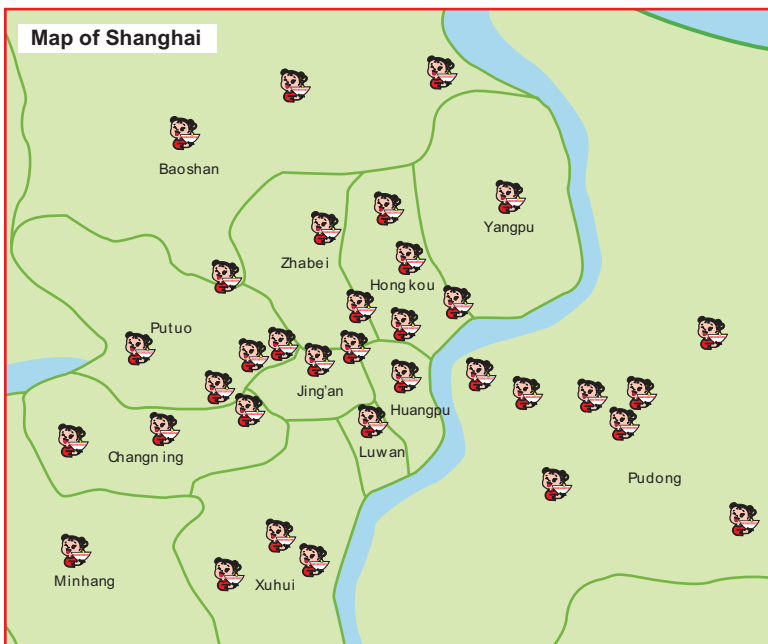 Map of Shanghai
Baoshan
Yangpu
Zhabei
Hongkou
Putuo
Jing'an
Huangpu
Luwan
Changning
Pudong
Minhang
Xuhui